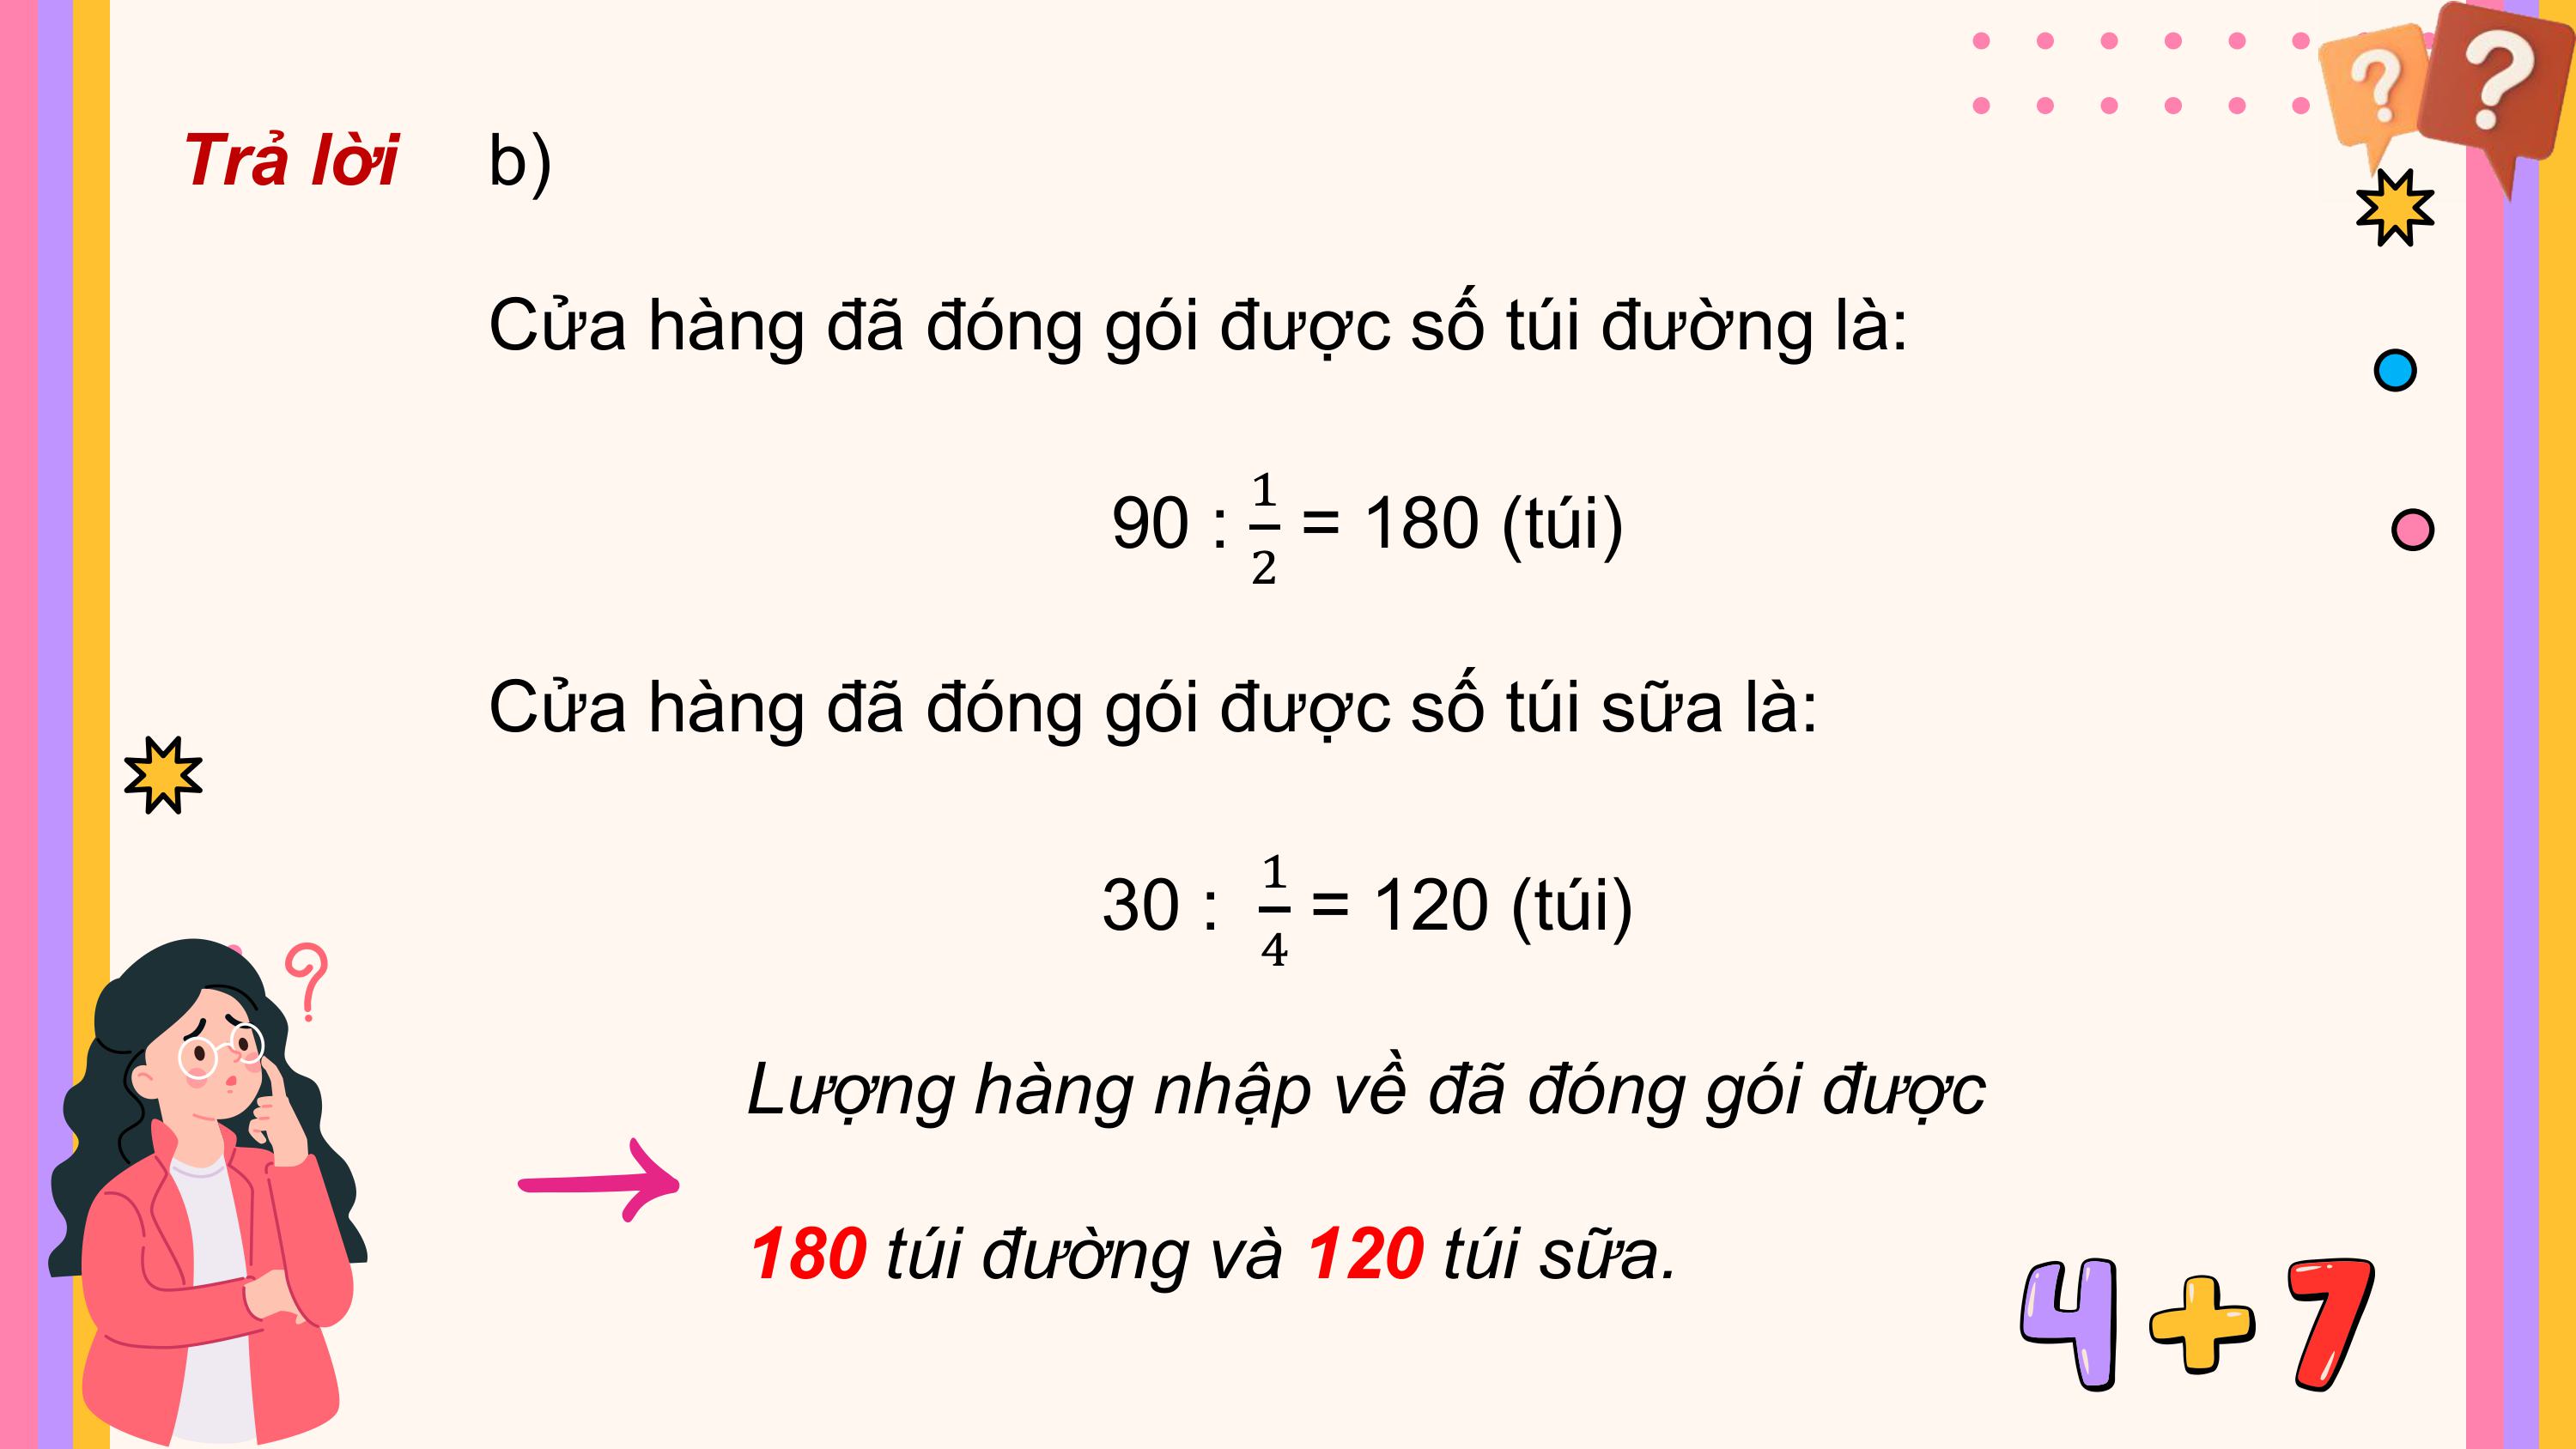 Trả lời b)
Cửa hàng đã đóng gói được số túi đường là:
90 : 1/2 = 180 (túi)
Cửa hàng đã đóng gói được số túi sữa là:
30 : 1/4 = 120 (túi)
Lượng hàng nhập về đã đóng gói được
180 túi đường và 120 túi sữa.
4 + 7